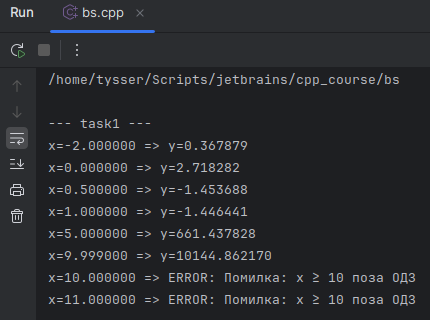 Run
bs.cpp ×
/home/tysser/Scripts/jetbrains/cpp_course/bs
--- task1 ---
x=-2.000000 => y=0.367879
x=0.000000 => y=2.718282
x=0.500000 => y=-1.453688
x=1.000000 => y=-1.446441
x=5.000000 => y=661.437828
x=9.999000 => y=10144.862170
x=10.000000 => ERROR: Помилка: x ≥ 10 поза ОДЗ
x=11.000000 => ERROR: Помилка: x ≥ 10 поза ОДЗ